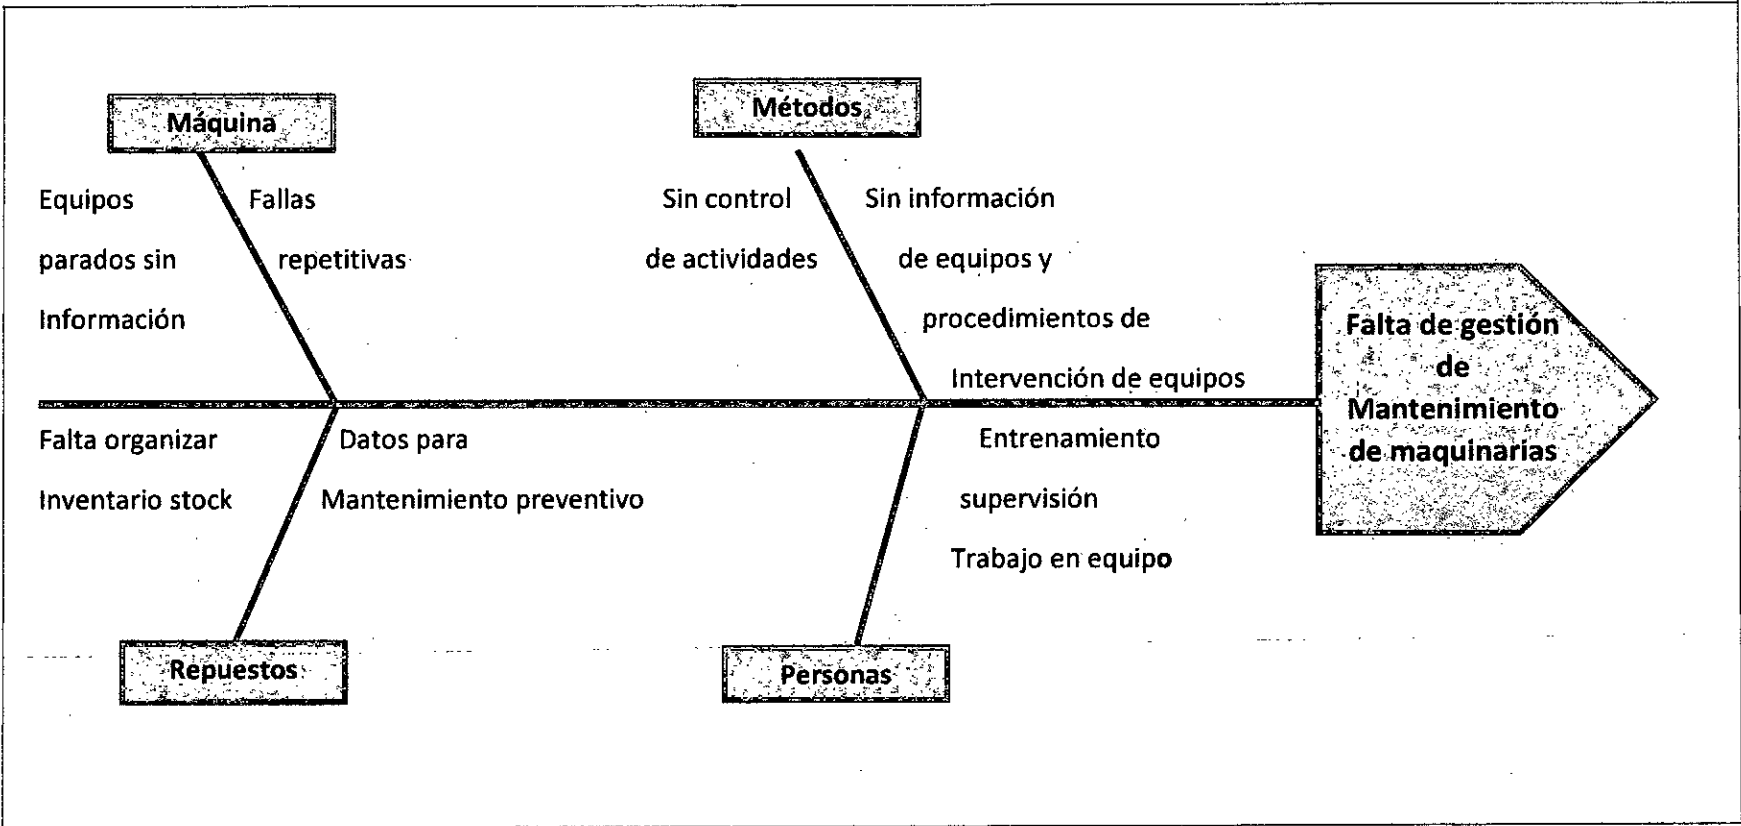 Máquina
Métodos
Equipos
parados sin
Información
Fallas
repetitivas
Sin control
de actividades
Sin información
de equipos y
procedimientos de
Intervención de equipos
Falta de gestión
de
Mantenimiento
de maquinarias
Falta organizar
Inventario stock
Datos para
Mantenimiento preventivo
Entrenamiento
supervisión
Trabajo en equipo
Repuestos
Personas